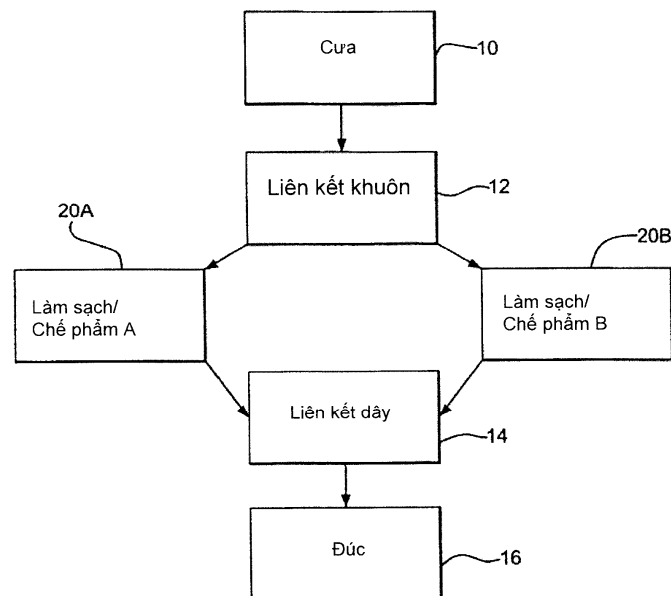 Cưa
10
Liên kết khuôn
12
20A
20B
Làm sạch/
Chế phẩm A
Làm sạch/
Chế phẩm B
Liên kết dây
14
Đúc
16